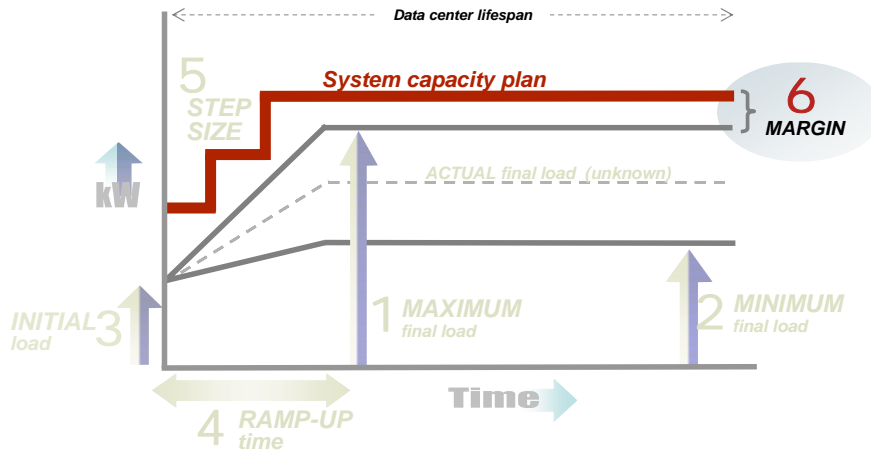 Data center lifespan
5
STEP
SIZE
System capacity plan
6
MARGIN
kW
ACTUAL final load (unknown)
INITIAL
load
3
1
MAXIMUM
final load
2
MINIMUM
final load
4
RAMP-UP
time
Time